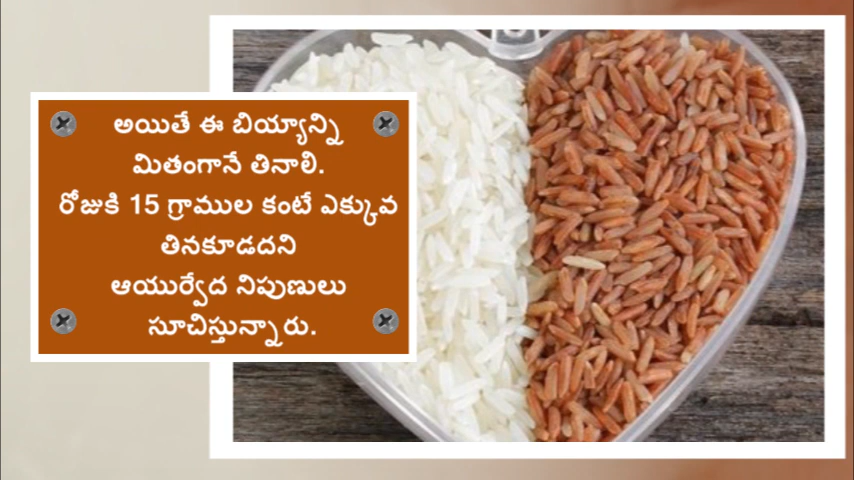 అయితే ఈ బియ్యాన్ని
మితంగానే తినాలి.
రోజుకి 15 గ్రాముల కంటే ఎక్కువ
తినకూడదని
ఆయుర్వేద నిపుణులు
సూచిస్తున్నారు.